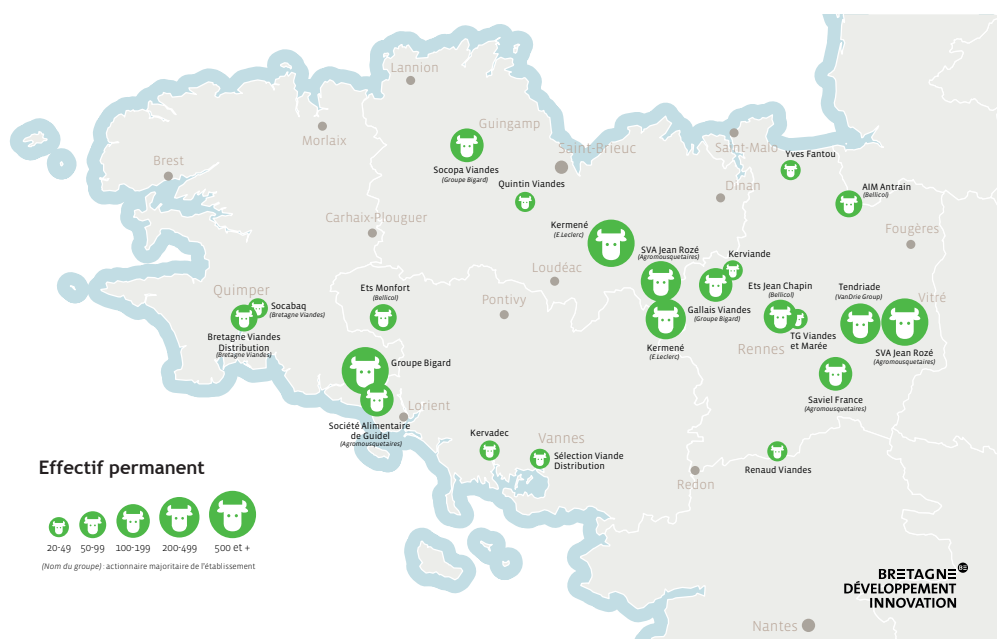 Lannion
Guingamp
Morlaix
Saint-Brieuc
Saint-Malo
Yves Fantou
Brest
Socopa Viandes
(Groupe Bigard)
Quintin Viandes
Dinan
AIM Antrain
(Bellicol)
Carhaix-Plouguer
Kermené
(E.Leclerc)
Fougères
SVA Jean Rozé
(Agromousquetaires)
Kerviande
Loudéac
Quimper
Ets Monfort
(Bellicol)
Pontivy
Ets Jean Chapin
(Bellicol)
Tendriade
(VanDrie Group)
Vitré
Socabaq
(Bretagne Viandes)
Gallais Viandes
(Groupe Bigard)
Bretagne Viandes
Distribution
(Bretagne Viandes)
Kermené
(E.Leclerc)
Rennes
TG Viandes
et Marée
SVA Jean Rozé
(Agromousquetaires)
Groupe Bigard
Saviel France
(Agromousquetaires)
Lorient
Société Alimentaire
de Guidel
(Agromousquetaires)
Kervadec
Vannes
Sélection Viande
Distribution
Renaud Viandes
Redon
Effectif permanent
20-49 50-99 100-199 200-499 500 et +
(Nom du groupe) : actionnaire majoritaire de l'établissement
BRETAGNE
DÉVELOPPEMENT
INNOVATION
Nantes